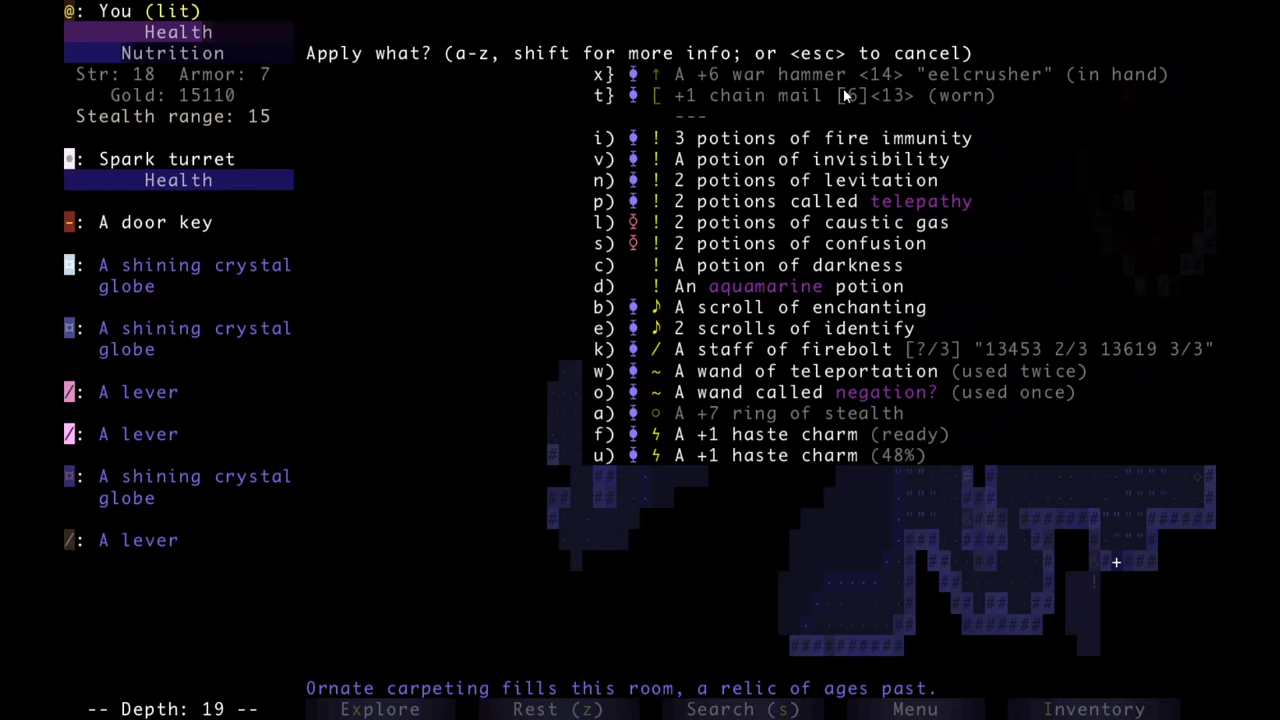 @: You (lit)
Health
Nutrition
Str: 18 Armor: 7
Gold: 15110
Stealth range: 15
: Spark turret
Health
: A door key
: A shining crystal
globe
: A shining crystal
globe
/: A lever
/: A lever
: A shining crystal
globe
/: A lever
-- Depth: 19 --
Apply what? (a-z, shift for more info; or <esc> to cancel)
x} ↑ A +6 war hammer <14> "eelcrusher" (in hand)
t} [ +1 chain mail [6]<13> (worn)
---
i) ! 3 potions of fire immunity
v) ! A potion of invisibility
n) ! 2 potions of levitation
p) ! 2 potions called telepathy
l) ! 2 potions of caustic gas
s) ! 2 potions of confusion
c) ! A potion of darkness
d) ! An aquamarine potion
b) ♪ A scroll of enchanting
e) ♪ 2 scrolls of identify
k) / A staff of firebolt [?/3] "13453 2/3 13619 3/3"
w) ~ A wand of teleportation (used twice)
o) ~ A wand called negation? (used once)
a) ○ A +7 ring of stealth
f) ϟ A +1 haste charm (ready)
u) ϟ A +1 haste charm (48%)
Ornate carpeting fills this room, a relic of ages past.
Explore Rest (z) Search (s) Menu Inventory